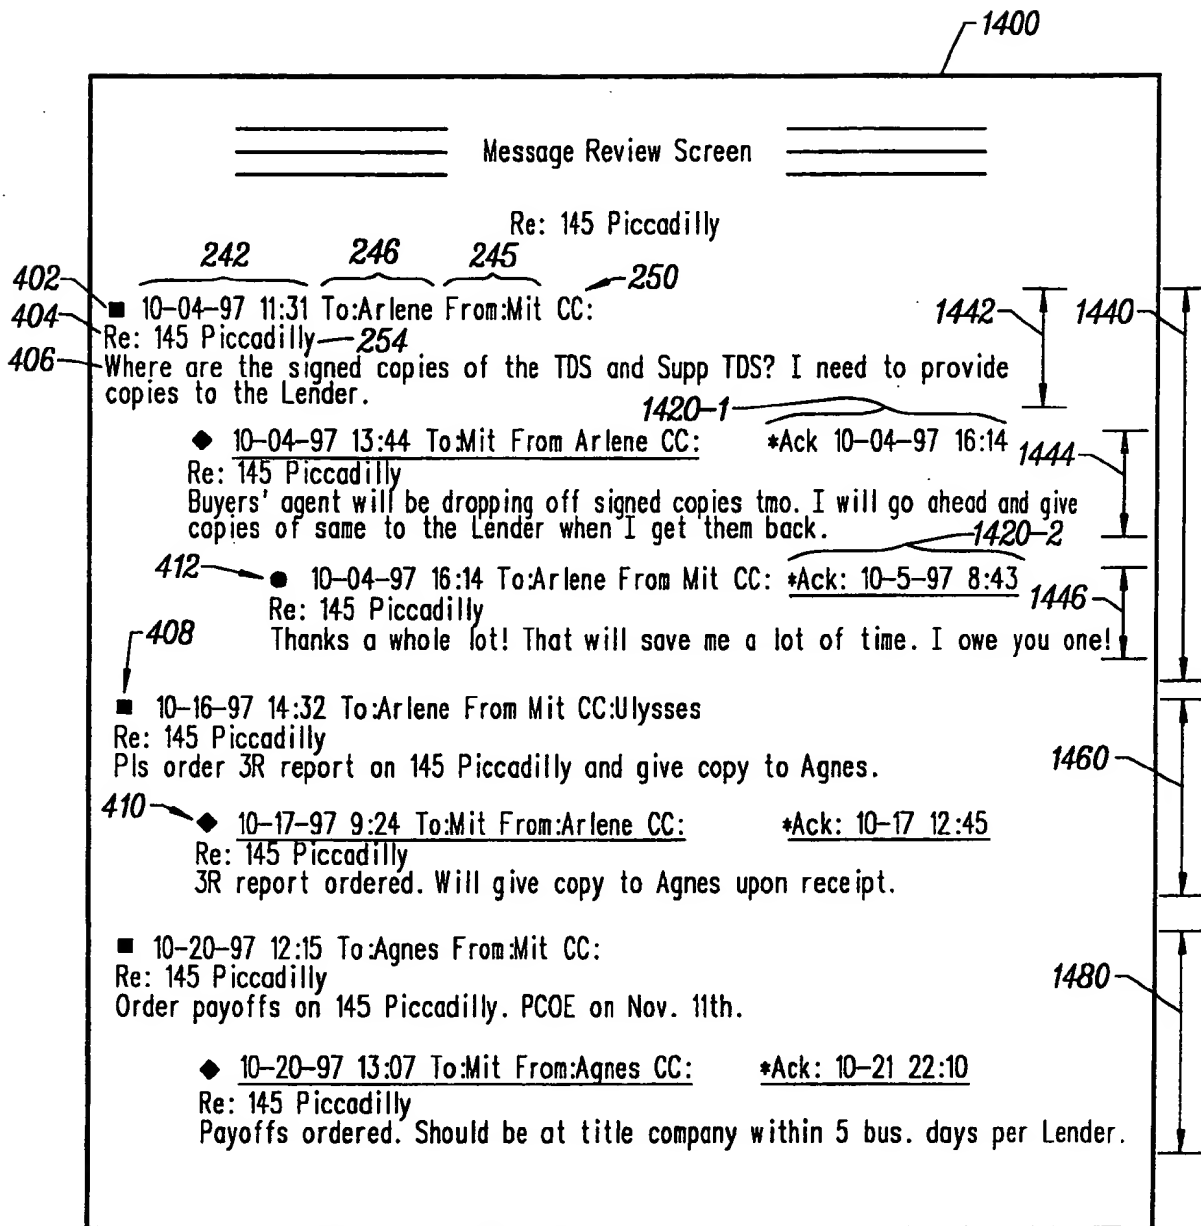 1400
Message Review Screen
Re: 145 Piccadilly
242 246 245
402 ■ 10-04-97 11:31 To:Arlene From:Mit CC: 250
404 Re: 145 Piccadilly 254 1442 1440
406 Where are the signed copies of the TDS and Supp TDS? I need to provide
copies to the Lender.
1420-1
◆ 10-04-97 13:44 To:Mit From Arlene CC: *Ack 10-04-97 16:14
Re: 145 Piccadilly 1444
Buyers' agent will be dropping off signed copies tmo. I will go ahead and give
copies of same to the Lender when I get them back.
1420-2
412 ● 10-04-97 16:14 To:Arlene From Mit CC: *Ack: 10-5-97 8:43
Re: 145 Piccadilly 1446
Thanks a whole lot! That will save me a lot of time. I owe you one!
408
■ 10-16-97 14:32 To:Arlene From Mit CC:Ulysses
Re: 145 Piccadilly
Pls order 3R report on 145 Piccadilly and give copy to Agnes. 1460
410
◆ 10-17-97 9:24 To:Mit From:Arlene CC: *Ack: 10-17 12:45
Re: 145 Piccadilly
3R report ordered. Will give copy to Agnes upon receipt.
■ 10-20-97 12:15 To:Agnes From:Mit CC:
Re: 145 Piccadilly 1480
Order payoffs on 145 Piccadilly. PCOE on Nov. 11th.
◆ 10-20-97 13:07 To:Mit From:Agnes CC: *Ack: 10-21 22:10
Re: 145 Piccadilly
Payoffs ordered. Should be at title company within 5 bus. days per Lender.